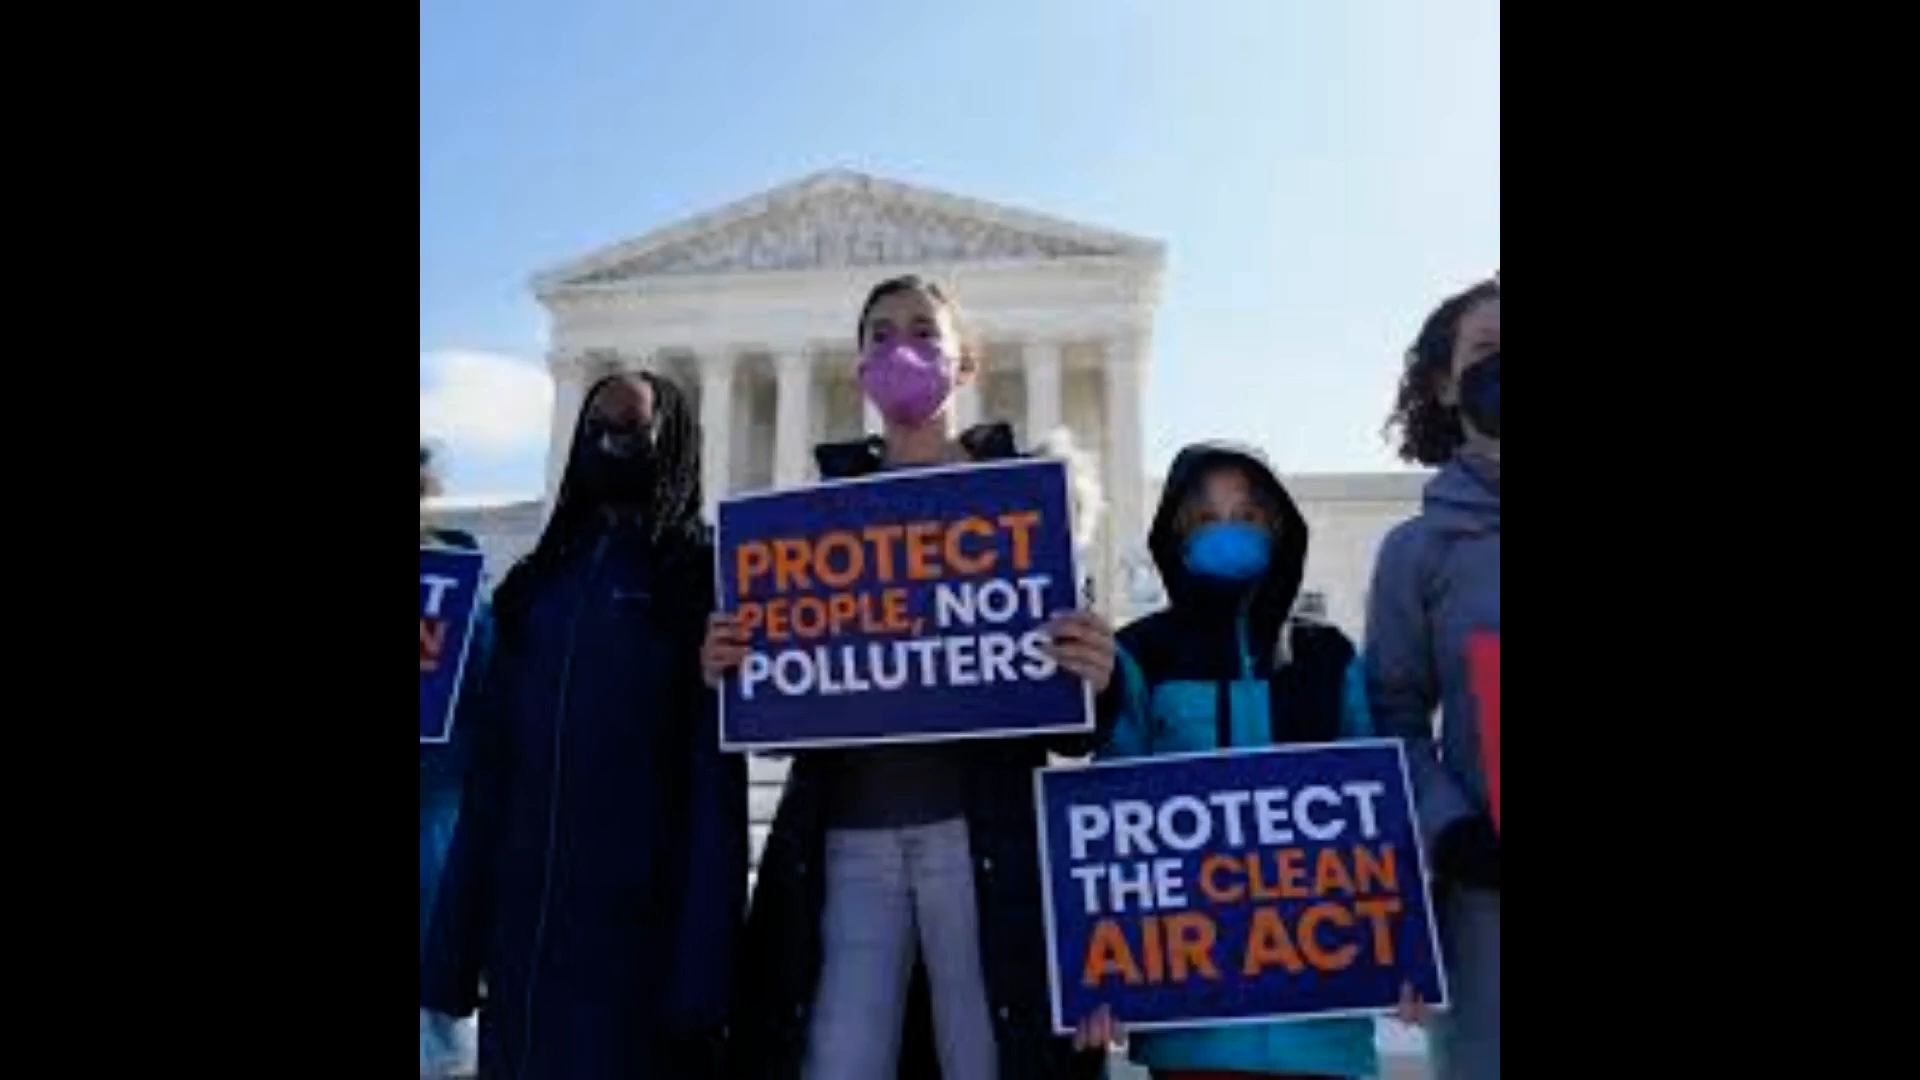 T
N
PROTECT
PEOPLE, NOT
POLLUTERS
PROTECT
THE CLEAN
AIR ACT